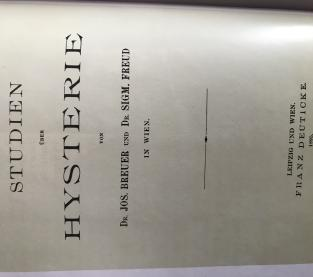 STUDIEN
ÜBER
HYSTERIE
VON
DR. JOS. BREUER UND DR. SIGM. FREUD
IN WIEN.
LEIPZIG UND WIEN.
FRANZ DEUTICKE